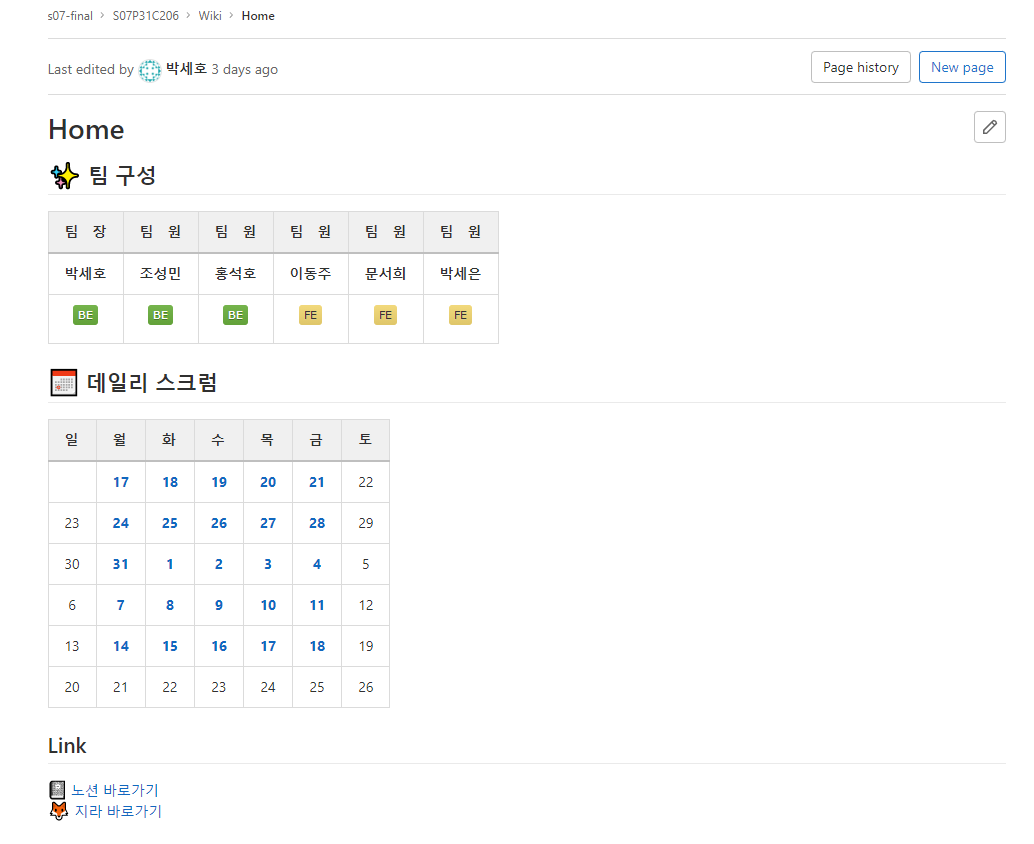 s07-final › S07P31C206 › Wiki › Home
Last edited by 박세호 3 days ago
Page history
New page
Home
팀 구성
팀 장 팀 원 팀 원 팀 원 팀 원 팀 원
박세호 조성민 홍석호 이동주 문서희 박세은
BE BE BE FE FE FE
데일리 스크럼
일 월 화 수 목 금 토
17 18 19 20 21 22
23 24 25 26 27 28 29
30 31 1 2 3 4 5
6 7 8 9 10 11 12
13 14 15 16 17 18 19
20 21 22 23 24 25 26
Link
노션 바로가기
지라 바로가기